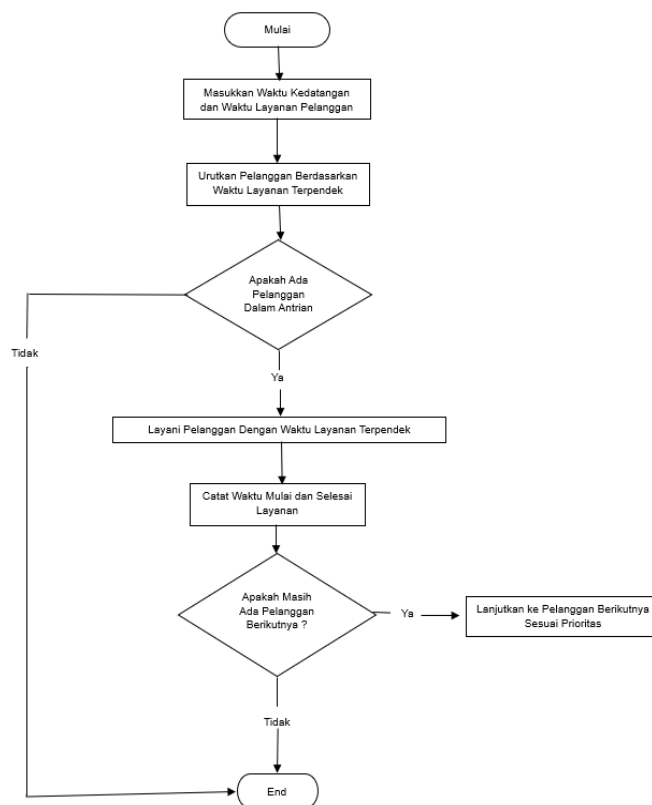 Mulai
Masukkan Waktu Kedatangan
dan Waktu Layanan Pelanggan
Urutkan Pelanggan Berdasarkan
Waktu Layanan Terpendek
Apakah Ada
Pelanggan
Dalam Antrian
Tidak
Ya
Layani Pelanggan Dengan Waktu Layanan Terpendek
Catat Waktu Mulai dan Selesai
Layanan
Apakah Masih
Ada Pelanggan
Berikutnya ?
Ya
Lanjutkan ke Pelanggan Berikutnya
Sesuai Prioritas
Tidak
End